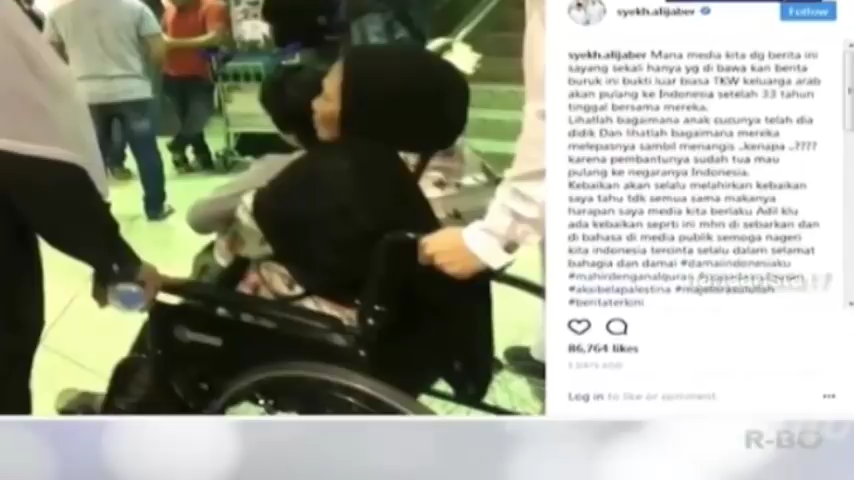 syekh.alijaber
Follow
syekh.alijaber Mana media kita dg berita ini
sayang sekali hanya yg di bawa kan berita
buruk ini bukti luar biasa TKW keluarga arab
akan pulang ke Indonesia setelah 33 tahun
tinggal bersama mereka.
Lihatlah bagaimana anak cucunya telah dia
didik Dan lihatlah bagaimana mereka
melepasnya sambil menangis ..kenapa ..????
karena pembantunya sudah tua mau
pulang ke negaranya Indonesia.
Kebaikan akan selalu melahirkan kebaikan
saya tahu tdk semua sama makanya
harapan saya media kita berlaku Adil klu
ada kebaikan seprti ini mhn di sebarkan dan
di bahasa di media publik semoga nageri
kita indonesia tercinta selalu dalam selamat
bahagia dan damai #damaiindonesiaku
#mahirdenganalquran
#aksibelapalestina #majelisrasulullah
#beritaterkini
86,764 likes
5 DAYS AGO
Log in to like or comment.
R-BO